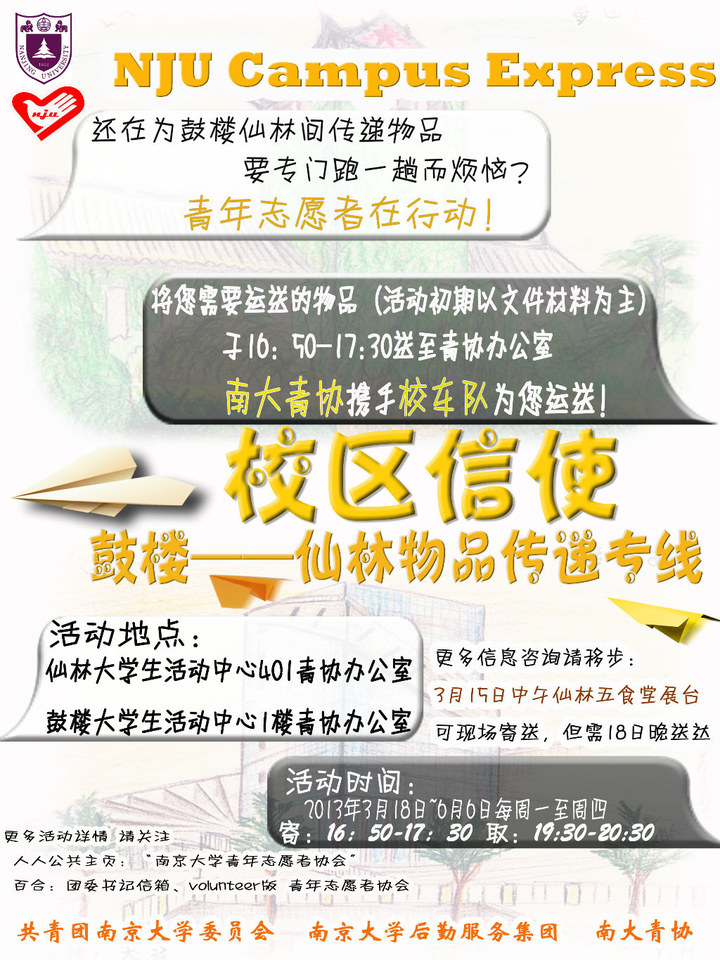 NANJING UNIVERSITY
1902
nju
NJU Campus Express
还在为鼓楼仙林间传递物品
要专门跑一趟而烦恼?
青年志愿者在行动!
将您需要运送的物品(活动初期以文件材料为主)
于16:50-17:30送至青协办公室
南大青协携手校车队为您运送!
校区信使
鼓楼——仙林物品传递专线
活动地点:
仙林大学生活动中心401青协办公室
鼓楼大学生活动中心1楼青协办公室
更多信息咨询请移步:
3月15日中午仙林五食堂展台
可现场寄送,但需18日晚送达
活动时间:
2013年3月18日~6月6日每周一至周四
寄:16:50-17:30 取:19:30-20:30
更多活动详情 请关注
人人公共主页:“南京大学青年志愿者协会”
百合:团委书记信箱、volunteer版 青年志愿者协会
共青团南京大学委员会 南京大学后勤服务集团 南大青协